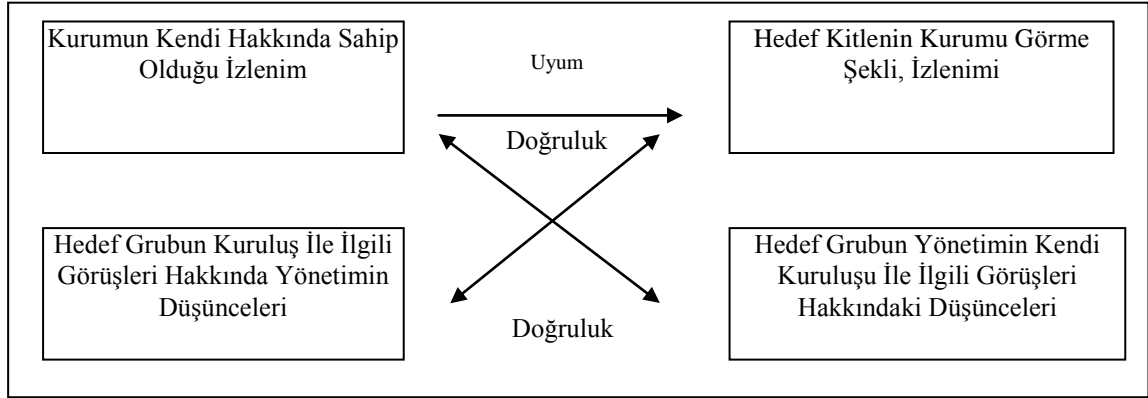 Kurumun Kendi Hakkında Sahip
Olduğu İzlenim
Uyum
Hedef Kitlenin Kurumu Görme
Şekli, İzlenimi
Doğruluk
Hedef Grubun Kuruluş İle İlgili
Görüşleri Hakkında Yönetimin
Düşünceleri
Hedef Grubun Yönetimin Kendi
Kuruluşu İle İlgili Görüşleri
Hakkındaki Düşünceleri
Doğruluk